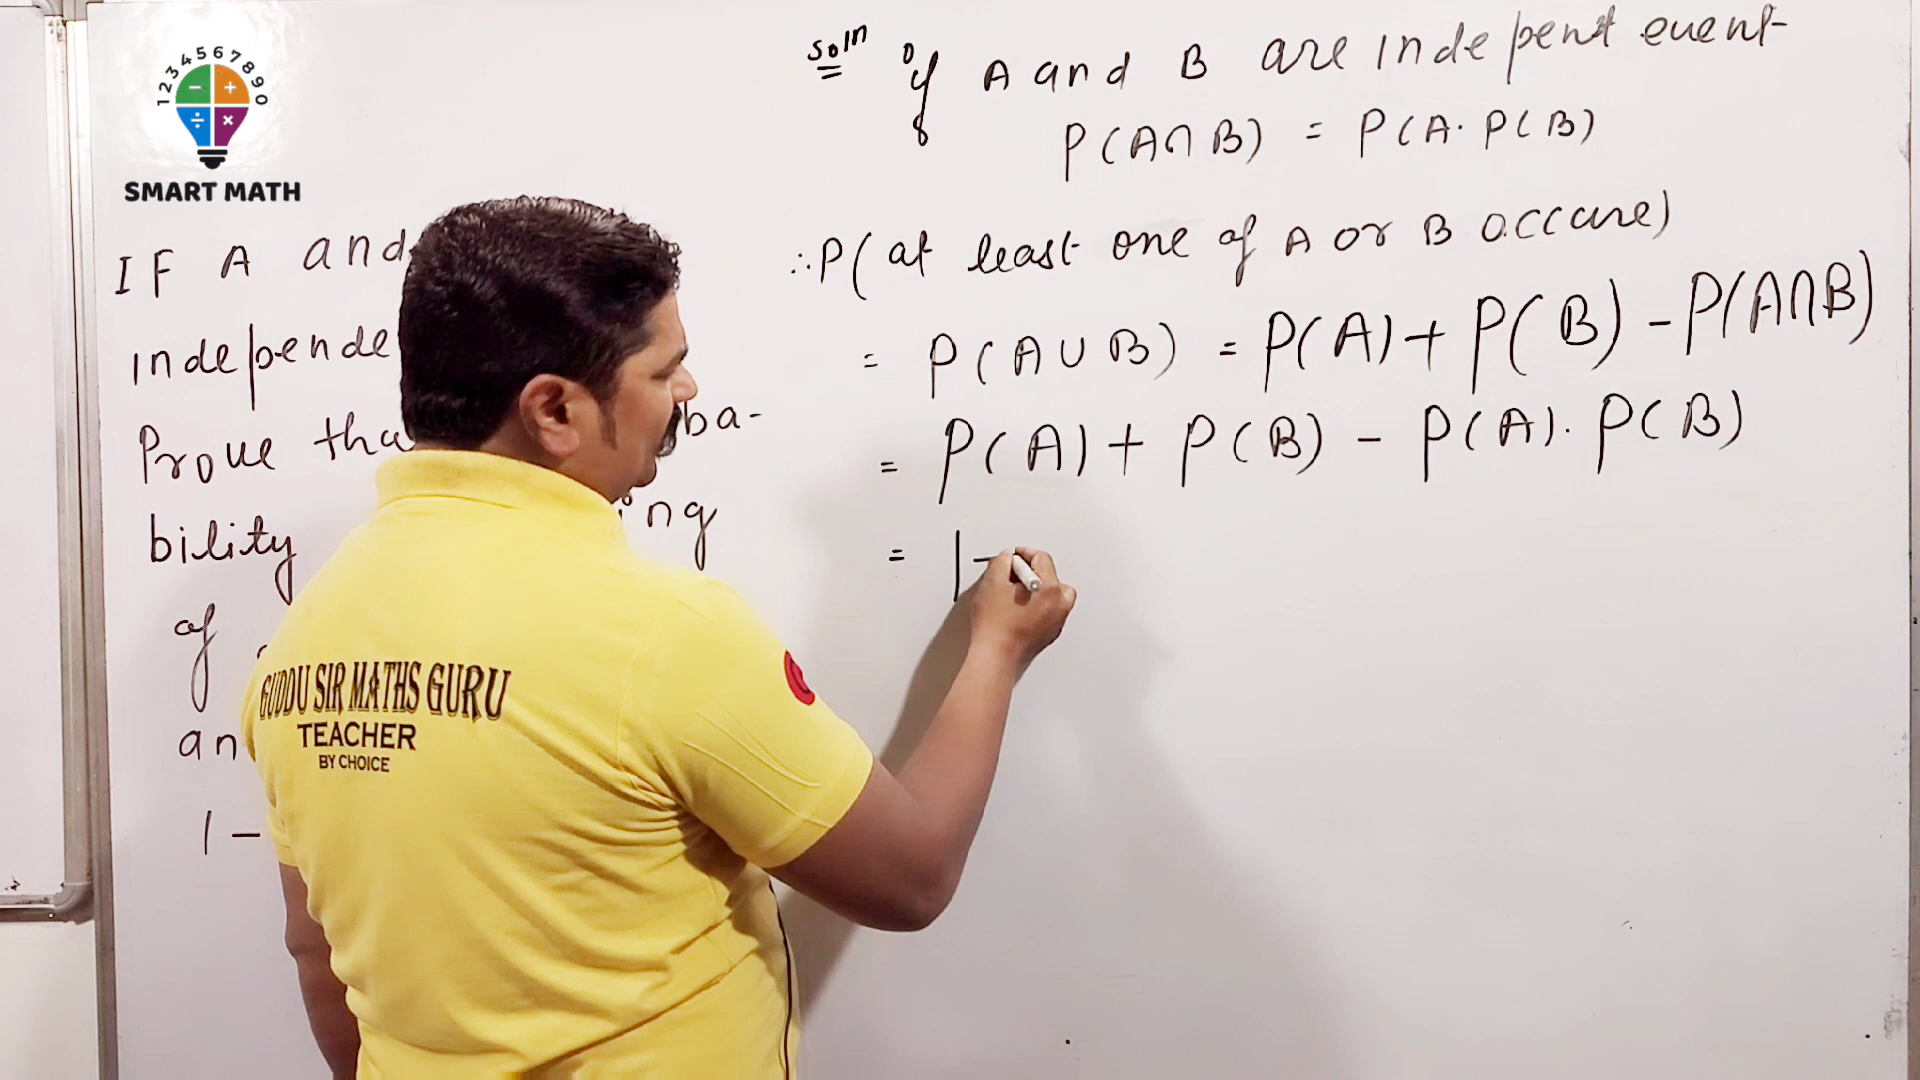 1234567890
− +
÷ ×
SMART MATH
IF A and
independe
Prove tha ba-
bility ing
of
an
1 -
GUDDU SIR MATHS GURU
TEACHER
BY CHOICE
Soln if A and B are indepent event
P(A∩B) = P(A. P(B)
∴P( at least one of A or B occure)
= P(A∪B) = P(A) + P(B) - P(A∩B)
= P(A) + P(B) - P(A). P(B)
= 1 -